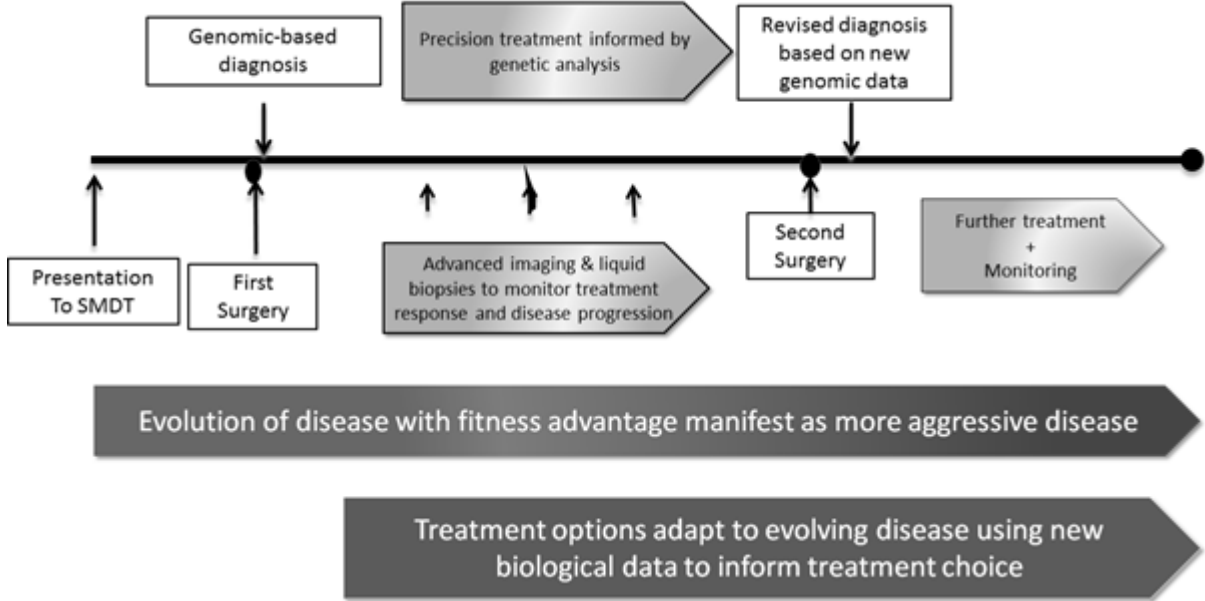 Genomic-based
diagnosis
Precision treatment informed by
genetic analysis
Revised diagnosis
based on new
genomic data
Presentation
To SMDT
First
Surgery
Advanced imaging & liquid
biopsies to monitor treatment
response and disease progression
Second
Surgery
Further treatment
+
Monitoring
Evolution of disease with fitness advantage manifest as more aggressive disease
Treatment options adapt to evolving disease using new
biological data to inform treatment choice